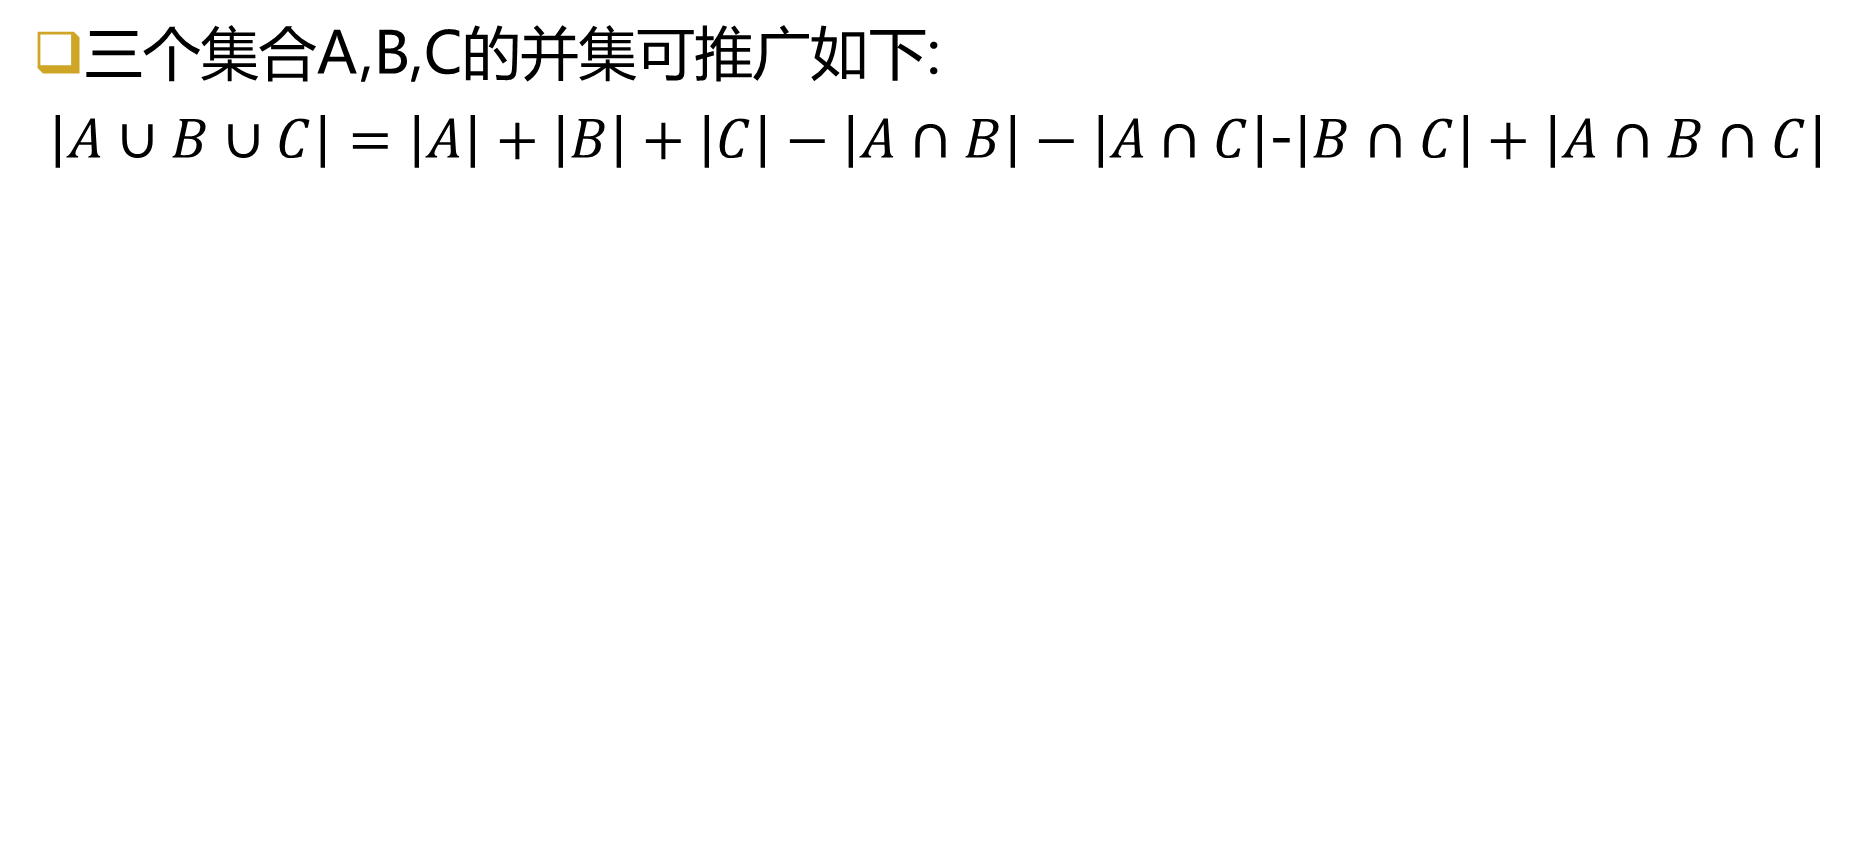 三个集合A,B,C的并集可推广如下:
|A ∪ B ∪ C| = |A| + |B| + |C| − |A ∩ B| − |A ∩ C|-|B ∩ C| + |A ∩ B ∩ C|